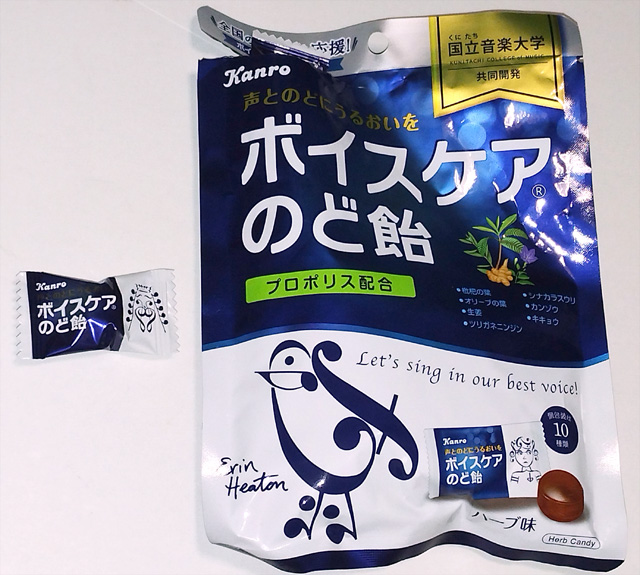 全国の
応援!
Kanro
くにたち
国立音楽大学
KUNITACHI COLLEGE of MUSIC
共同開発
声とのどにうるおいを
ボイスケア®
のど飴
プロポリス配合
・枇杷の葉
・オリーブの葉
・生姜
・ツリガネニンジン
・シナカラスウリ
・カンゾウ
・キキョウ
Let's sing in our best voice!
Erin
Heaton
個包装は
10
種類
Kanro
声とのどにうるおいを
ボイスケア
のど飴
ハーブ味
Herb Candy
Kanro
ボイスケア®
のど飴